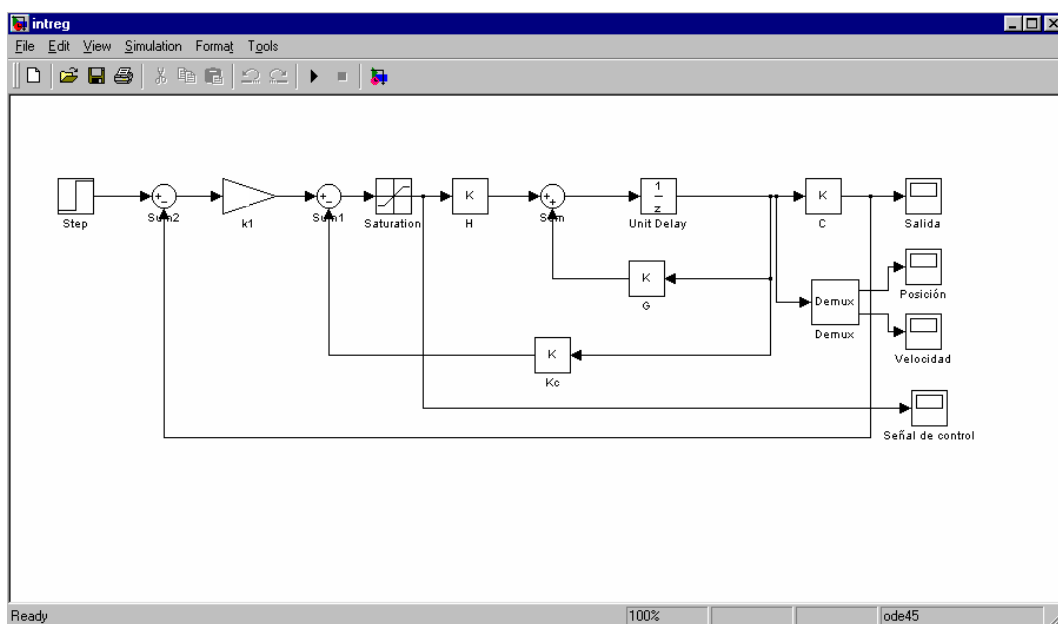 intreg
File Edit View Simulation Format Tools
+
-
Step
Sum2
k1
+
-
Sum1
Saturation
K
H
+
+
Sum
1
z
Unit Delay
K
C
Salida
K
G
Demux
Demux
Posición
Velocidad
K
Kc
Señal de control
Ready 100% ode45